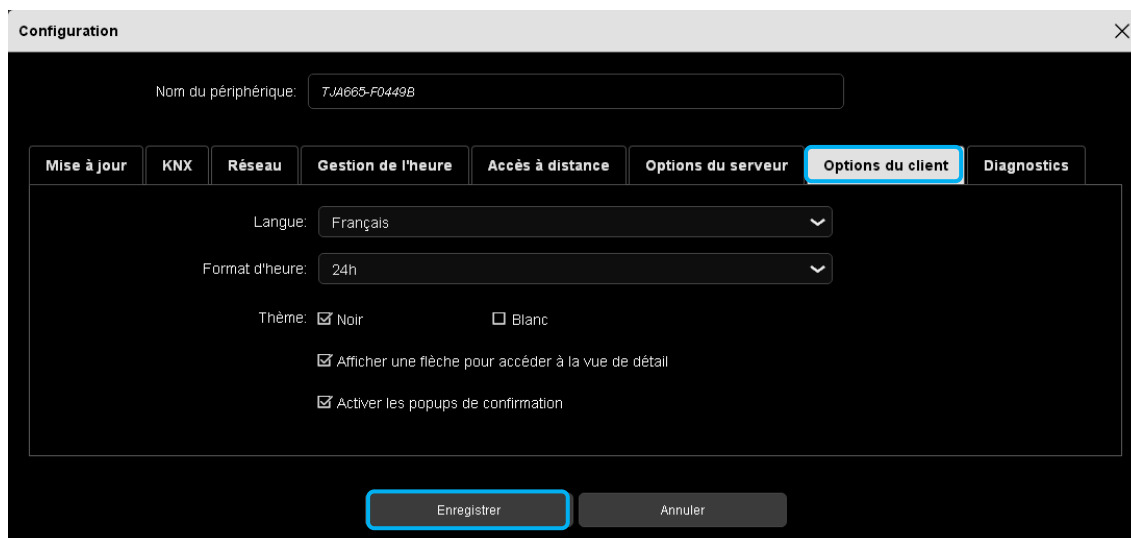 Configuration
Nom du périphérique: TJA665-F0449B
Mise à jour KNX Réseau Gestion de l'heure Accès à distance Options du serveur Options du client Diagnostics
Langue: Français
Format d'heure: 24h
Thème: Noir Blanc
Afficher une flèche pour accéder à la vue de détail
Activer les popups de confirmation
Enregistrer Annuler